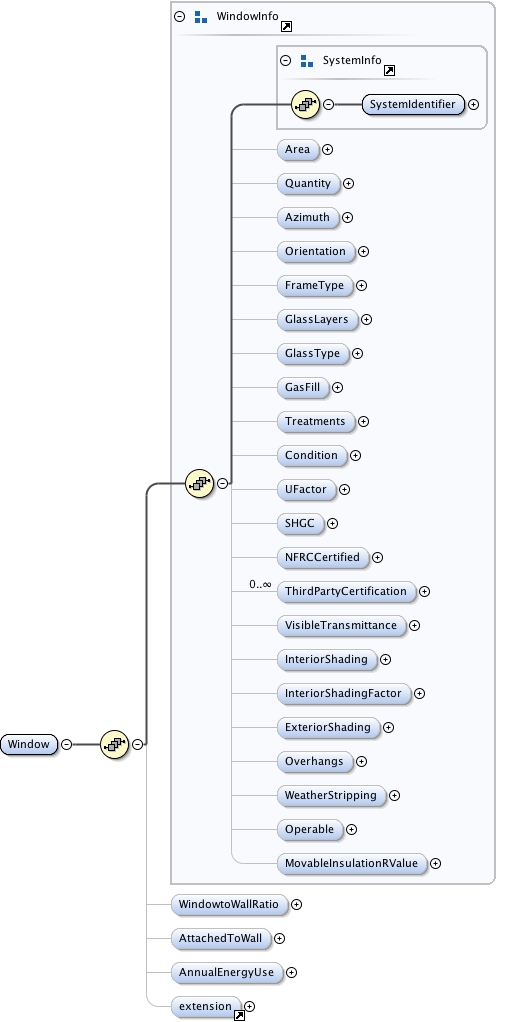 WindowInfo
SystemInfo
SystemIdentifier
Area
Quantity
Azimuth
Orientation
FrameType
GlassLayers
GlassType
GasFill
Treatments
Condition
UFactor
SHGC
NFRCCertified
0..∞
ThirdPartyCertification
VisibleTransmittance
InteriorShading
InteriorShadingFactor
ExteriorShading
Window
Overhangs
WeatherStripping
Operable
MovableInsulationRValue
WindowtoWallRatio
AttachedToWall
AnnualEnergyUse
extension